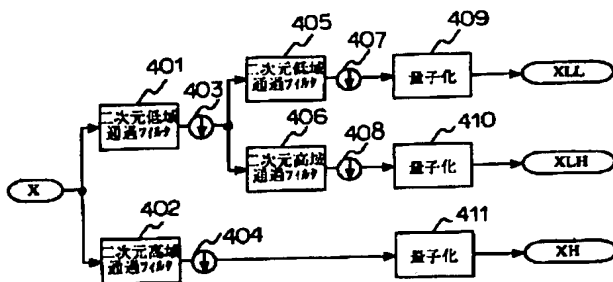 405
407
409
二次元低域
通過フィルタ
量子化
XLL
401
403
二次元低域
通過フィルタ
406
408
410
二次元高域
通過フィルタ
量子化
XLH
X
402
404
411
二次元高域
通過フィルタ
量子化
XH